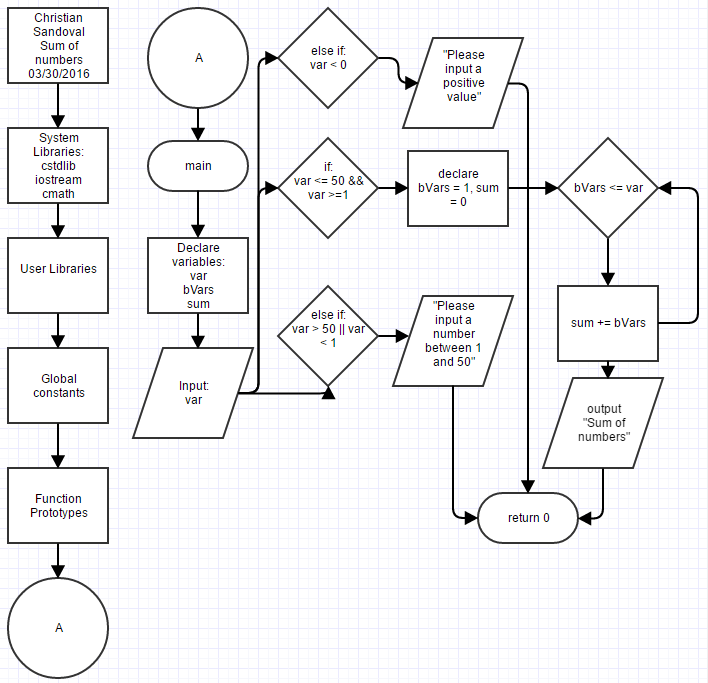 Christian
Sandoval
Sum of
numbers
03/30/2016
System
Libraries:
cstdlib
iostream
cmath
User Libraries
Global
constants
Function
Prototypes
A
A
main
Declare
variables:
var
bVars
sum
Input:
var
else if:
var < 0
"Please
input a
positive
value"
if:
var <= 50 &&
var >=1
declare
bVars = 1, sum
= 0
bVars <= var
sum += bVars
output
"Sum of
numbers"
else if:
var > 50 || var
< 1
"Please
input a
number
between 1
and 50"
return 0